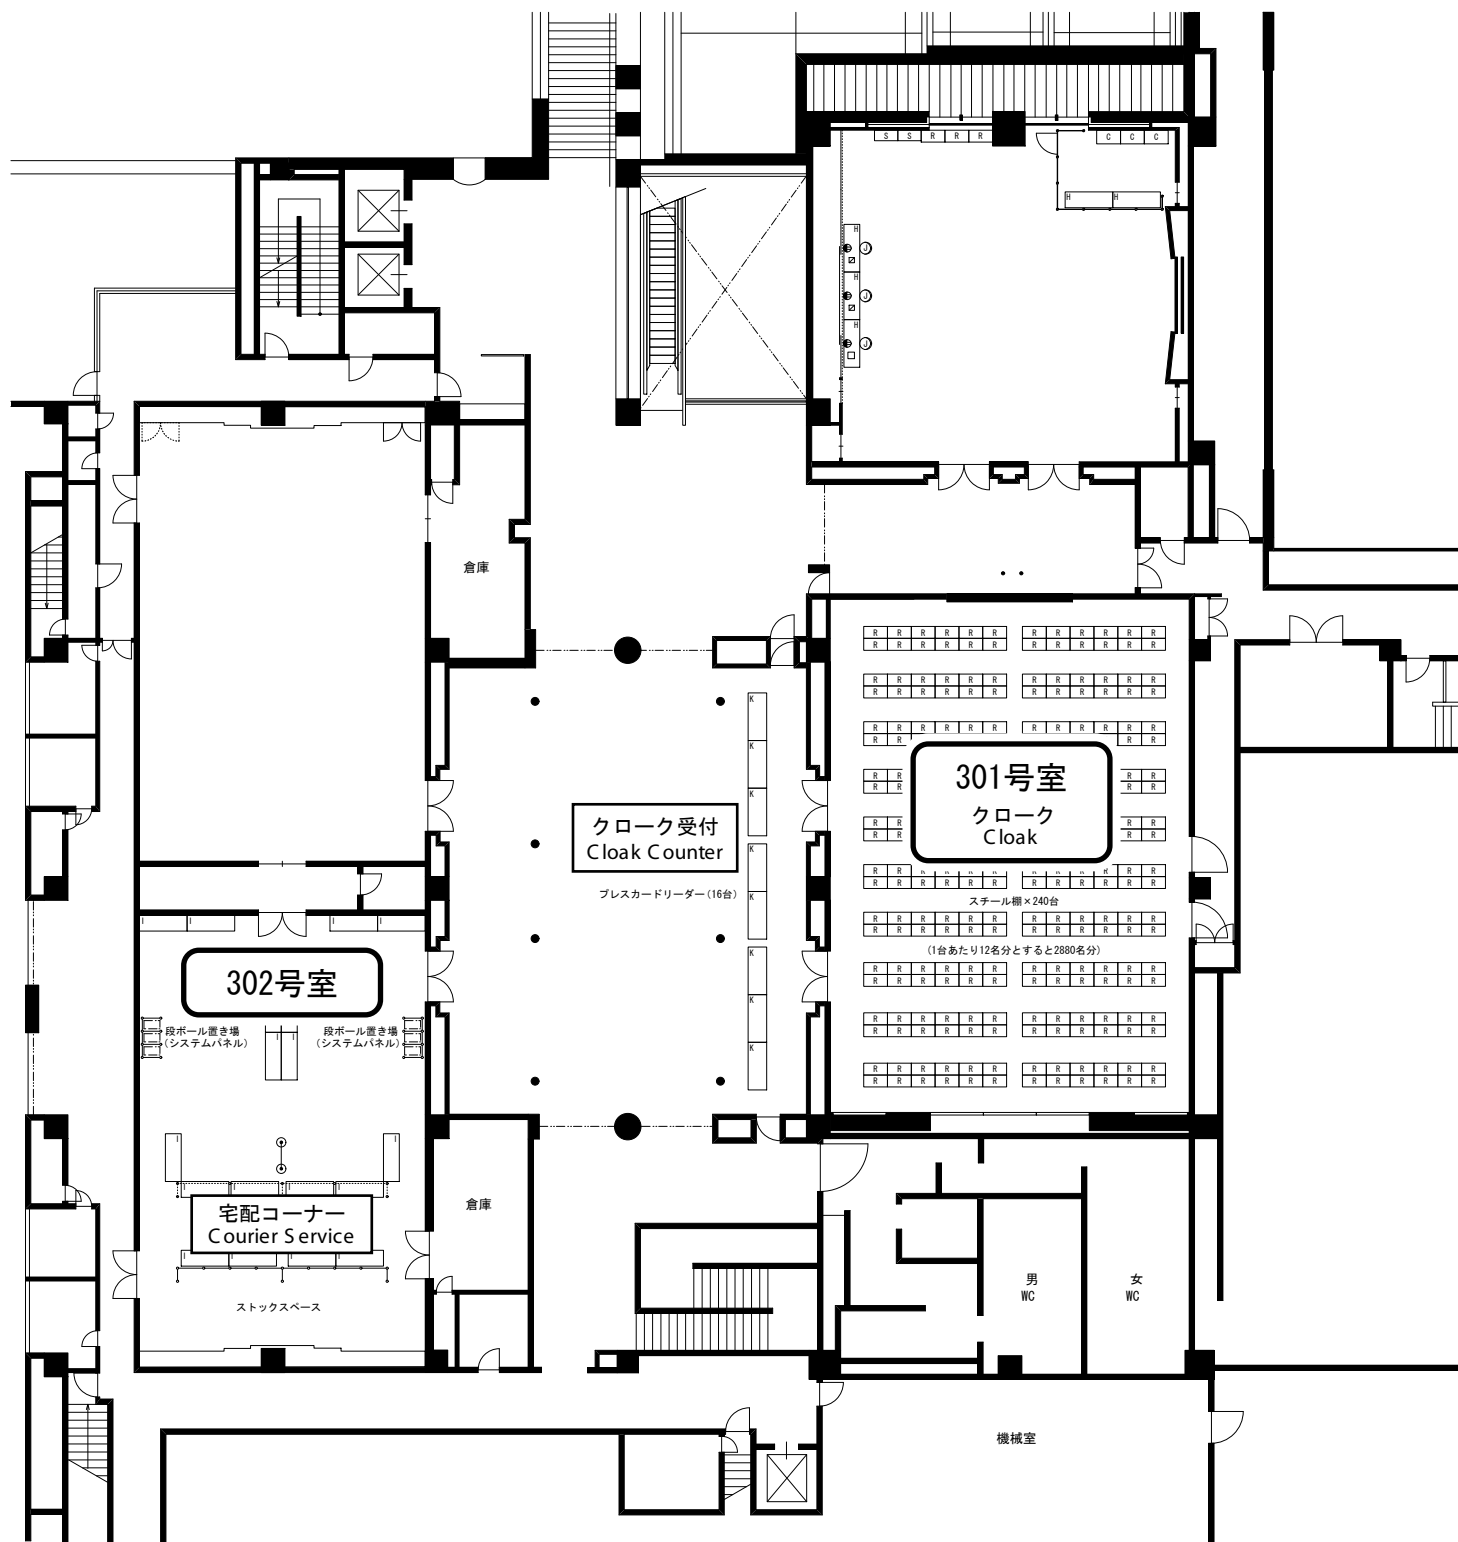 S S R R R
C C C
H H
H
J
H
J
H
J
倉庫
R R R R R R R R R R R R
R R R R R R R R R R R R
R R R R R R R R R R R R
R R R R R R R R R R R R
R R R R R R R R R R R R
R R R R
K
K
K
K
K
K
K
K
301号室
クローク
Cloak
クローク受付
Cloak Counter
ブレスカードリーダー(16台)
スチール棚×240台
R R R R R R R R R R R R
R R R R R R R R R R R R
(1台あたり12名分とすると2880名分)
R R R R R R R R R R R R
R R R R R R R R R R R R
R R R R R R R R R R R R
R R R R R R R R R R R R
R R R R R R R R R R R R
R R R R R R R R R R R R
302号室
段ボール置き場
(システムパネル)
段ボール置き場
(システムパネル)
宅配コーナー
Courier Service
ストックスペース
倉庫
男
WC
女
WC
機械室